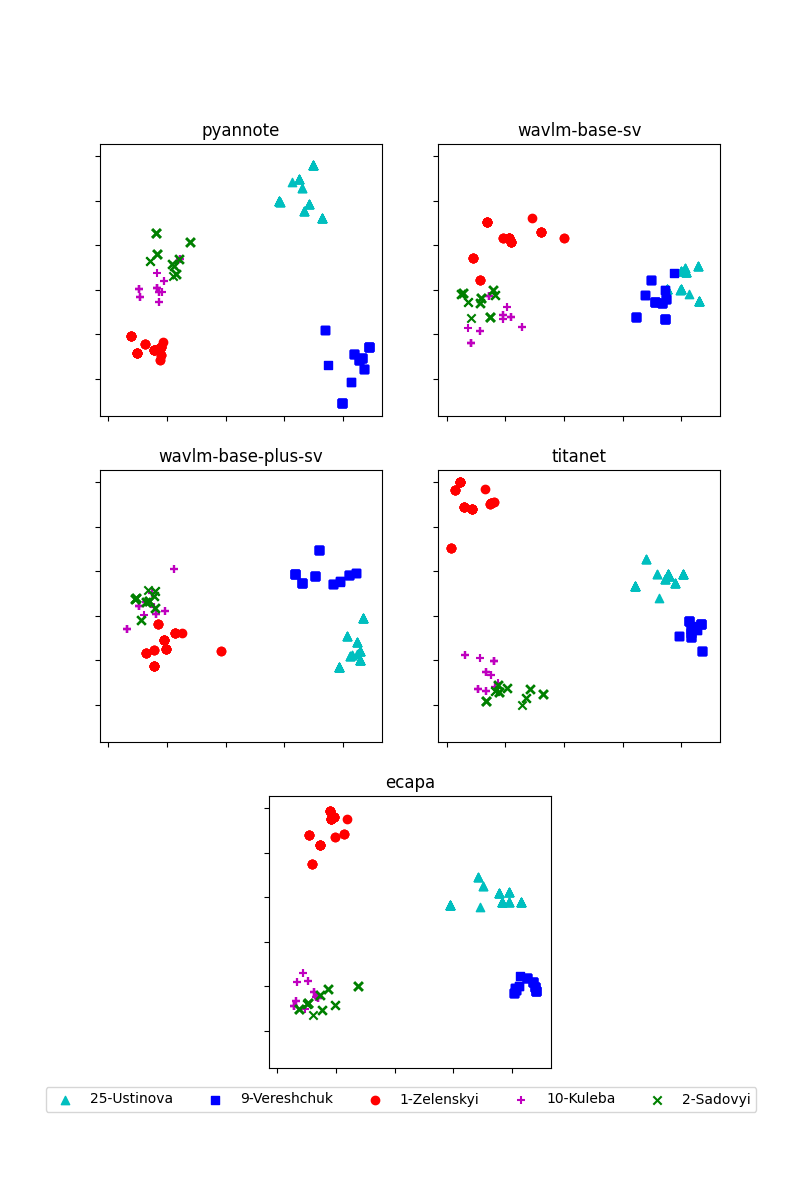 pyannote
wavlm-base-sv
wavlm-base-plus-sv
titanet
ecapa
25-Ustinova 9-Vereshchuk 1-Zelenskyi 10-Kuleba 2-Sadovyi